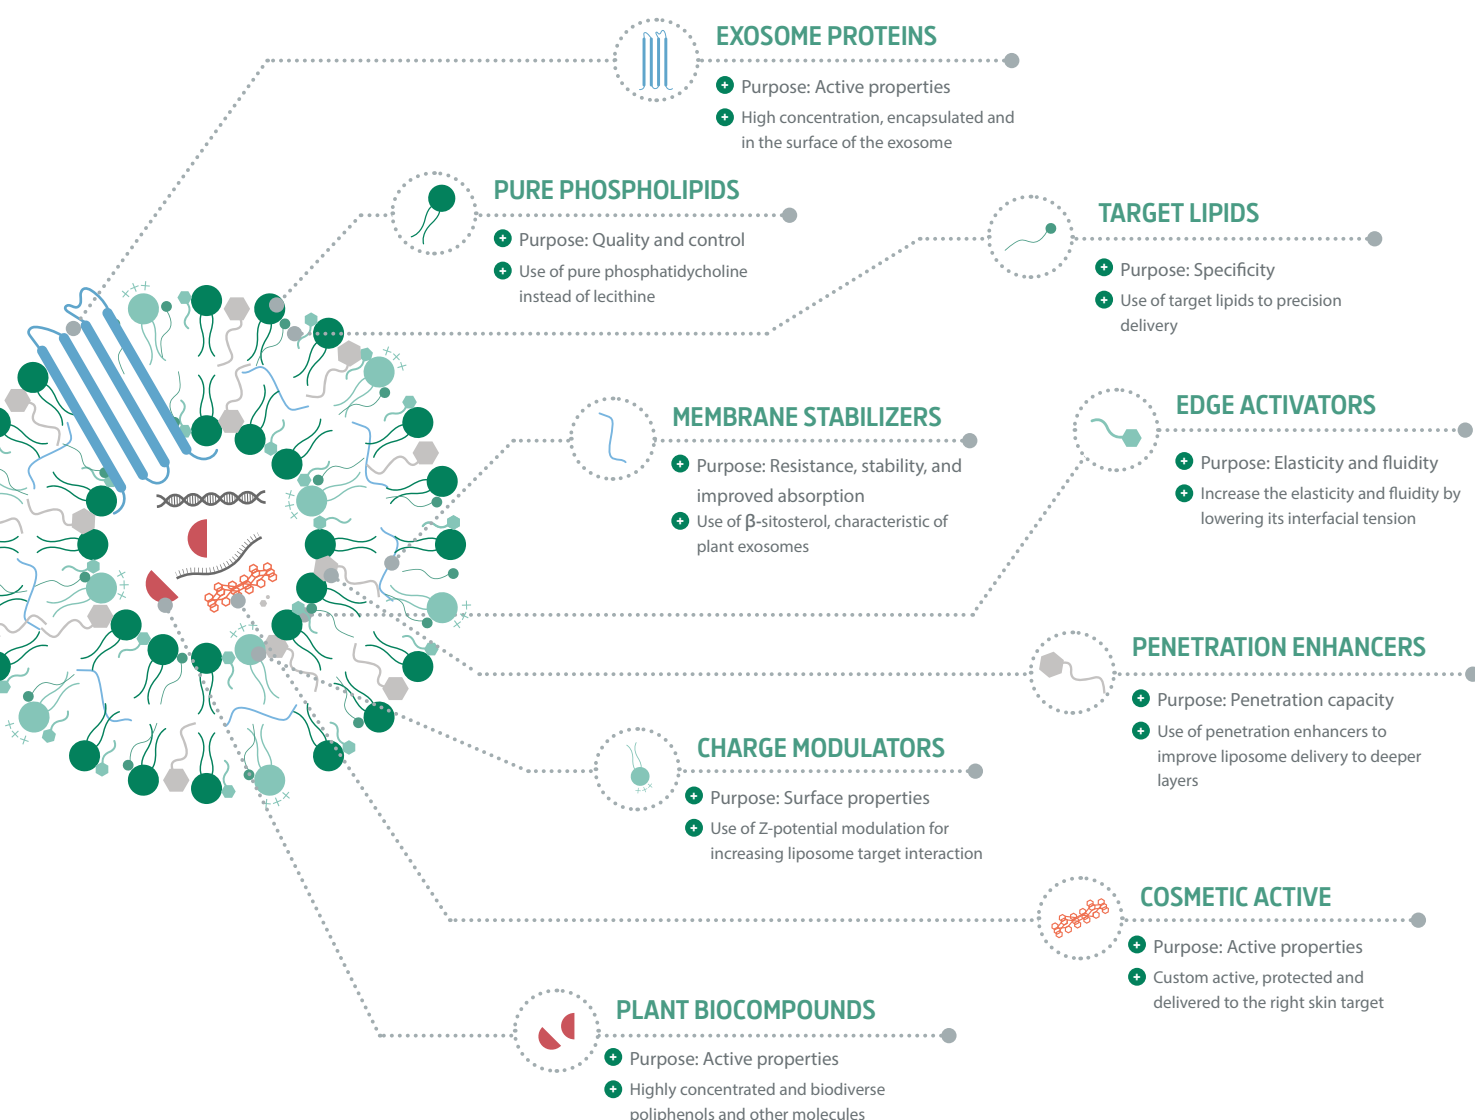 EXOSOME PROTEINS
Purpose: Active properties
High concentration, encapsulated and
in the surface of the exosome
PURE PHOSPHOLIPIDS
Purpose: Quality and control
Use of pure phosphatidycholine
instead of lecithine
TARGET LIPIDS
Purpose: Specificity
Use of target lipids to precision
delivery
MEMBRANE STABILIZERS
Purpose: Resistance, stability, and
improved absorption
Use of β-sitosterol, characteristic of
plant exosomes
EDGE ACTIVATORS
Purpose: Elasticity and fluidity
Increase the elasticity and fluidity by
lowering its interfacial tension
PENETRATION ENHANCERS
Purpose: Penetration capacity
Use of penetration enhancers to
improve liposome delivery to deeper
layers
CHARGE MODULATORS
Purpose: Surface properties
Use of Z-potential modulation for
increasing liposome target interaction
COSMETIC ACTIVE
Purpose: Active properties
Custom active, protected and
delivered to the right skin target
PLANT BIOCOMPOUNDS
Purpose: Active properties
Highly concentrated and biodiverse
poliphenols and other molecules